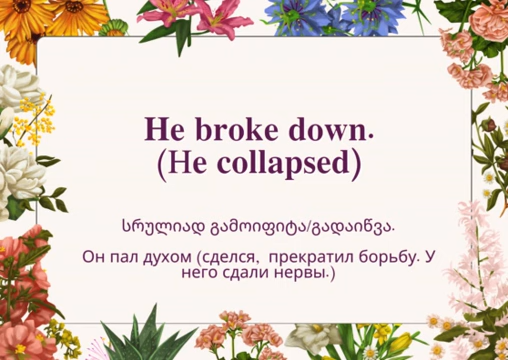 He broke down.
(He collapsed)
სრულიად გამოიფიტა/გადაიწვა.
Он пал духом (сделся, прекратил борьбу. У
него сдали нервы.)